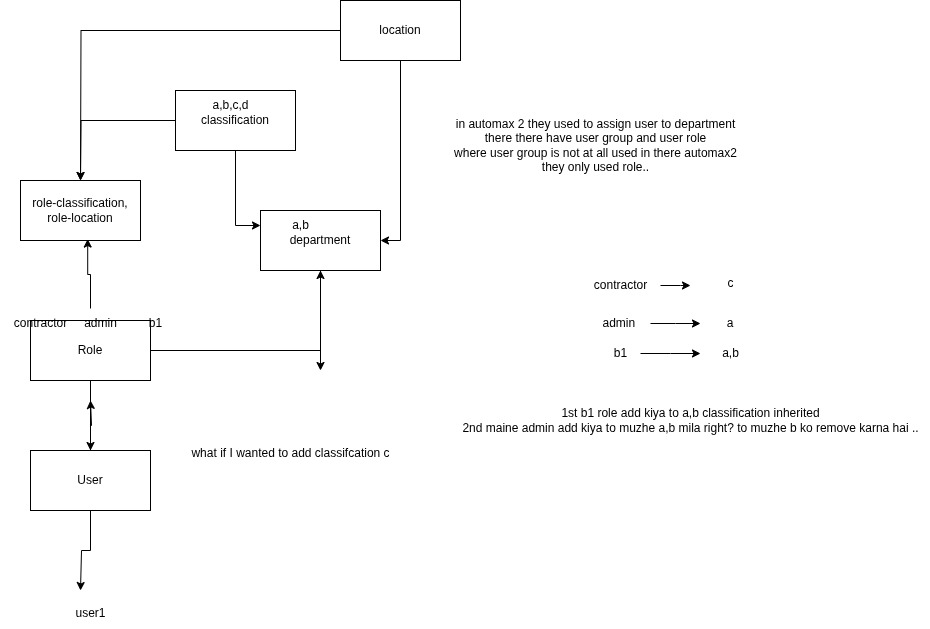 location
a,b,c,d
classification
in automax 2 they used to assign user to department
there there have user group and user role
where user group is not at all used in there automax2
they only used role..
role-classification,
role-location
a,b
department
contractor
c
contractor admin b1
Role
admin
a
b1
a,b
1st b1 role add kiya to a,b classification inherited
2nd maine admin add kiya to muzhe a,b mila right? to muzhe b ko remove karna hai ..
what if I wanted to add classifcation c
User
user1